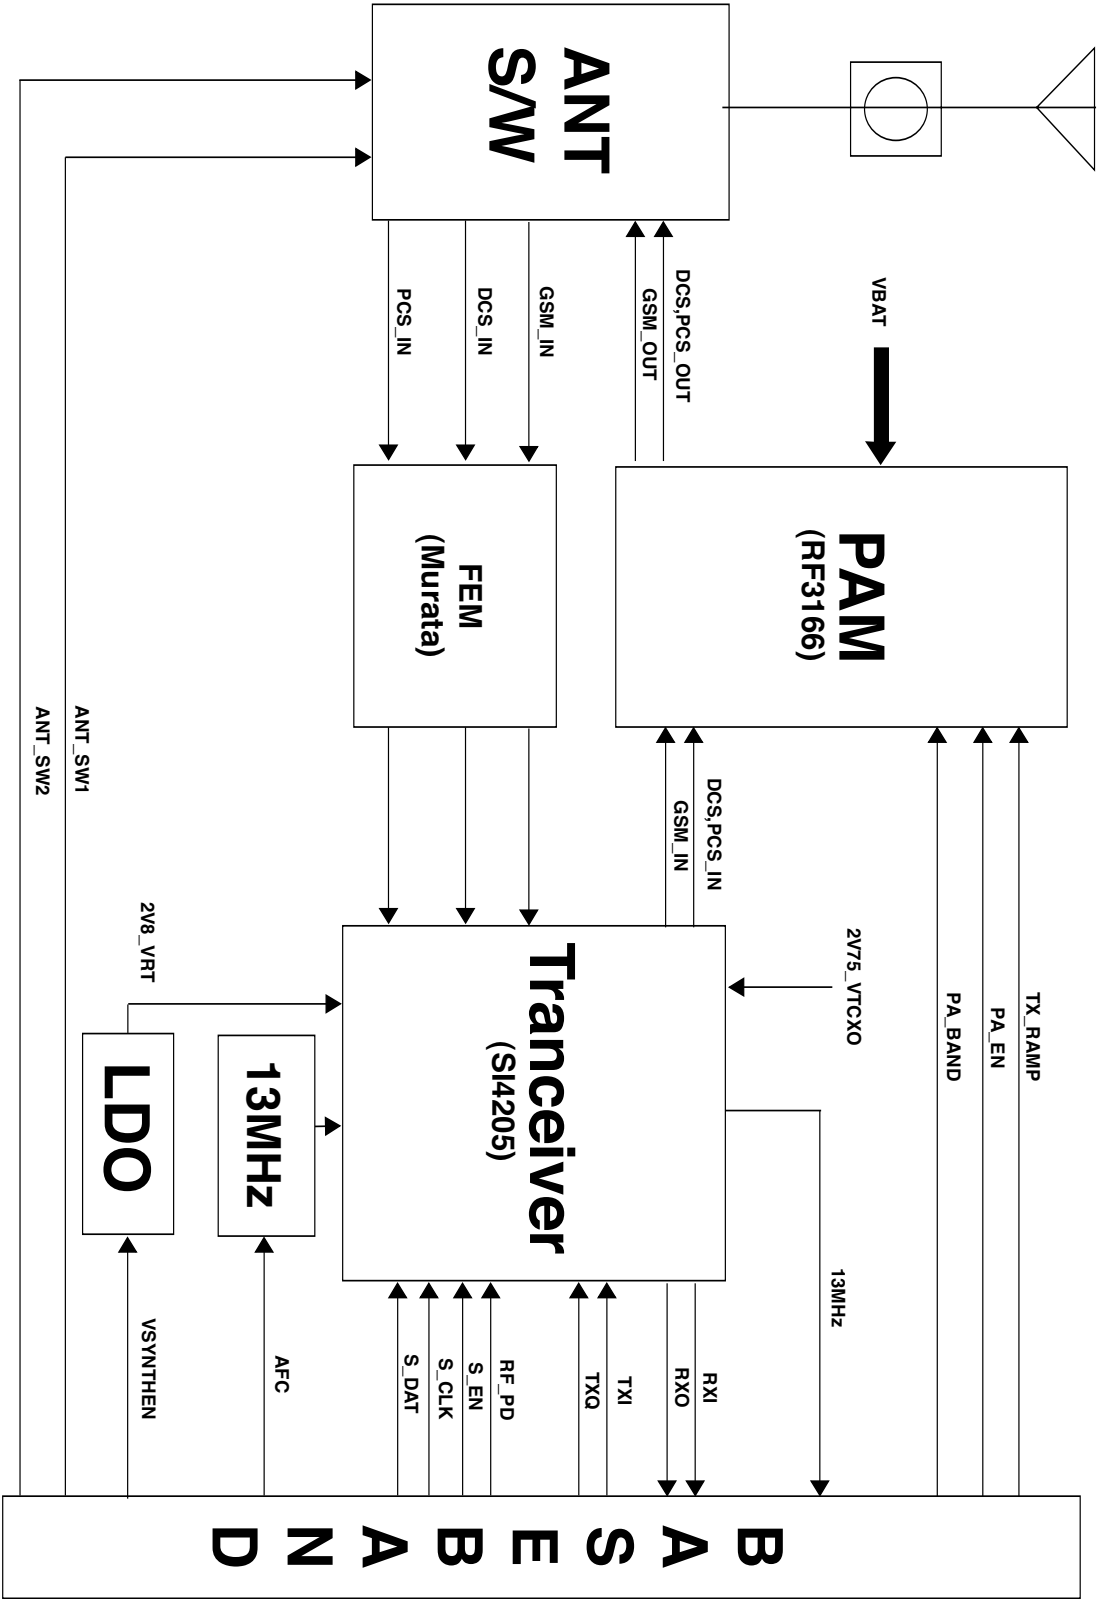 ANT
S/W
VBAT
DCS,PCS_OUT
GSM_OUT
GSM_IN
DCS_IN
PCS_IN
PAM
(RF3166)
FEM
(Murata)
TX_RAMP
PA_EN
PA_BAND
DCS,PCS_IN
GSM_IN
2V75_VTCXO
13MHz
Tranceiver
(SI4205)
13MHz
LDO
2V8_VRT
ANT_SW1
ANT_SW2
RXI
RXO
TXI
TXQ
RF_PD
S_EN
S_CLK
S_DAT
AFC
VSYNTHEN
BASEBAND